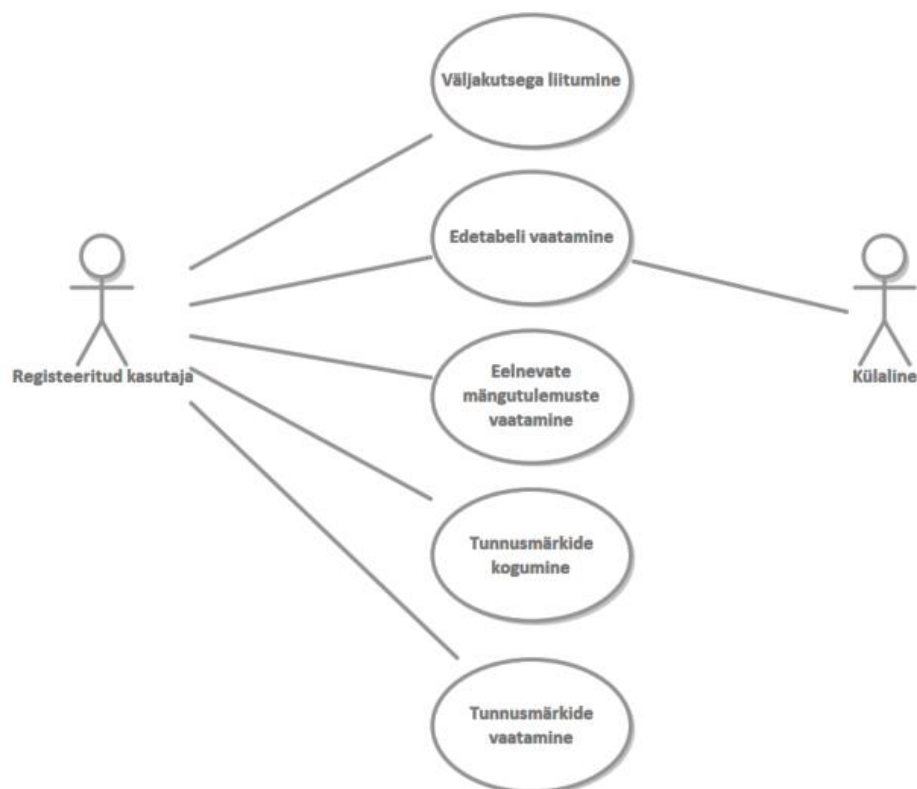 Väljakutsega liitumine
Edetabeli vaatamine
Registeeritud kasutaja
Külaline
Eelnevate
mängutulemuste
vaatamine
Tunnusmärkide
kogumine
Tunnusmärkide
vaatamine